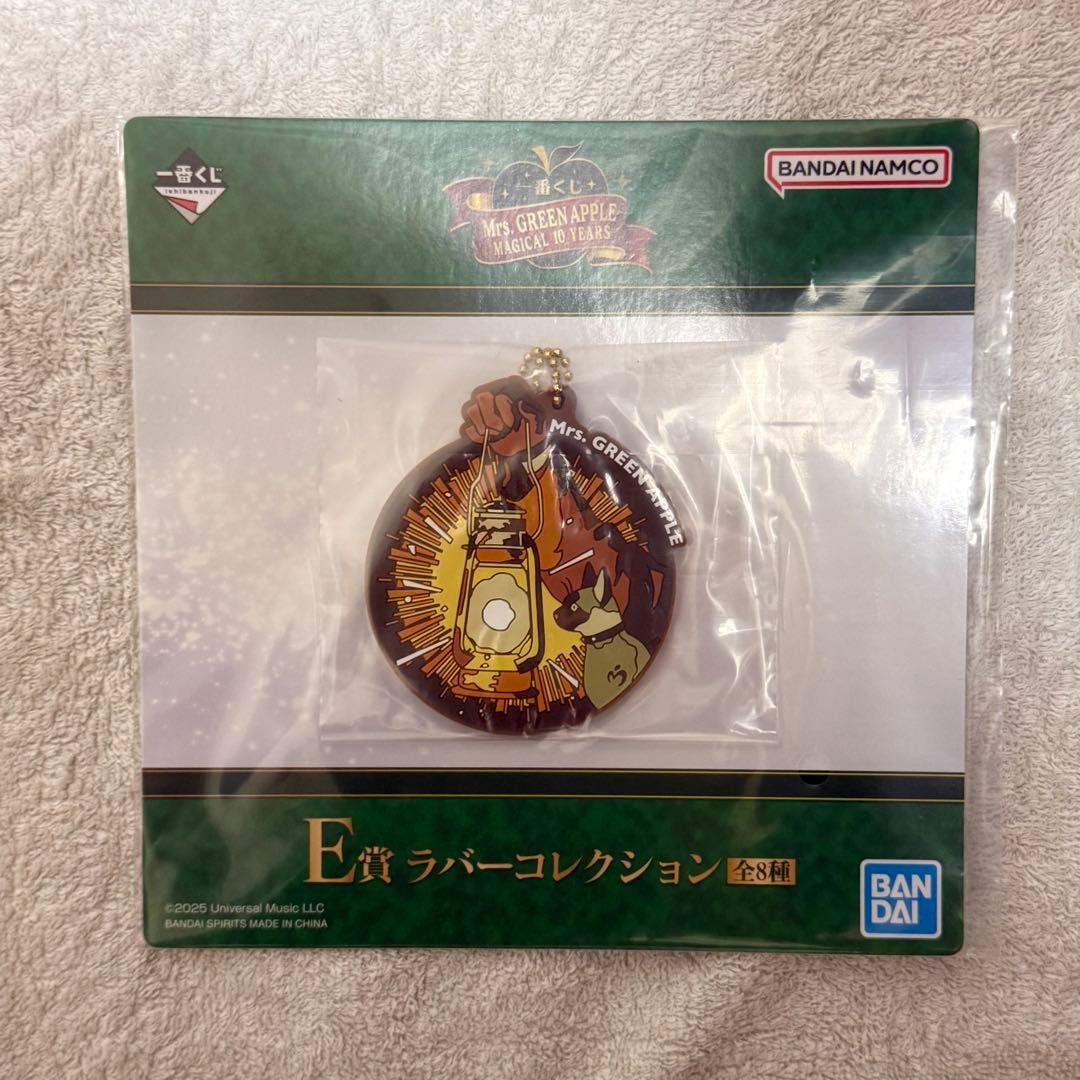 一番くじ
ichibankuji
一番くじ
Mrs. GREEN APPLE
MAGICAL 10 YEARS
BANDAI NAMCO
Mrs. GREEN APPLE
E賞 ラバーコレクション 全8種
©2025 Universal Music LLC
BANDAI SPIRITS MADE IN CHINA
BAN
DAI